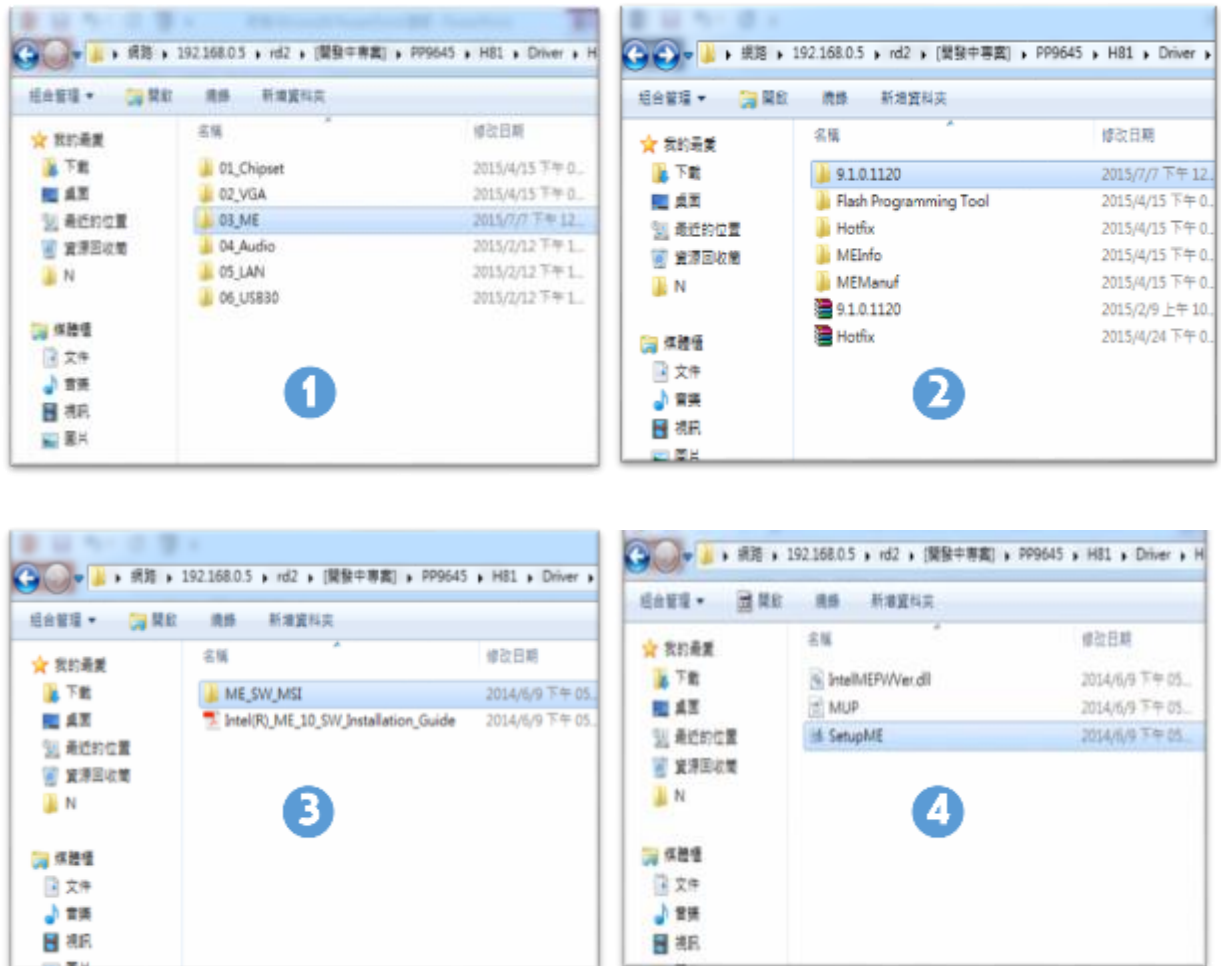 網路 192.168.0.5 rd2 [開發中專案] PP9645 H81 Driver H
組合管理 開啟 燒錄 新增資料夾
名稱 修改日期
我的最愛
下載
桌面
最近的位置
資源回收筒
N
媒體櫃
文件
音樂
視訊
圖片
01_Chipset 2015/4/15 下午 0...
02_VGA 2015/4/15 下午 0...
03_ME 2015/7/7 下午 12...
04_Audio 2015/2/12 下午 1...
05_LAN 2015/2/12 下午 1...
06_USB30 2015/2/12 下午 1...
1
網路 192.168.0.5 rd2 [開發中專案] PP9645 H81 Driver
組合管理 開啟 燒錄 新增資料夾
名稱 修改日期
我的最愛
下載
桌面
最近的位置
資源回收筒
N
媒體櫃
文件
音樂
視訊
圖片
9.1.0.1120 2015/7/7 下午 12...
Flash Programming Tool 2015/4/15 下午 0...
Hotfix 2015/4/15 下午 0...
MEInfo 2015/4/15 下午 0...
MEManuf 2015/4/15 下午 0...
9.1.0.1120 2015/2/9 上午 10...
Hotfix 2015/4/24 下午 0...
2
網路 192.168.0.5 rd2 [開發中專案] PP9645 H81 Driver
組合管理 開啟 燒錄 新增資料夾
名稱 修改日期
我的最愛
下載
桌面
最近的位置
資源回收筒
N
媒體櫃
文件
音樂
視訊
ME_SW_MSI 2014/6/9 下午 05...
Intel(R)_ME_10_SW_Installation_Guide 2014/6/9 下午 05...
3
網路 192.168.0.5 rd2 [開發中專案] PP9645 H81 Driver H
組合管理 開啟 燒錄 新增資料夾
名稱 修改日期
我的最愛
下載
桌面
最近的位置
資源回收筒
N
媒體櫃
文件
音樂
視訊
IntelMEFWVer.dll 2014/6/9 下午 05...
MUP 2014/6/9 下午 05...
SetupME 2014/6/9 下午 05...
4